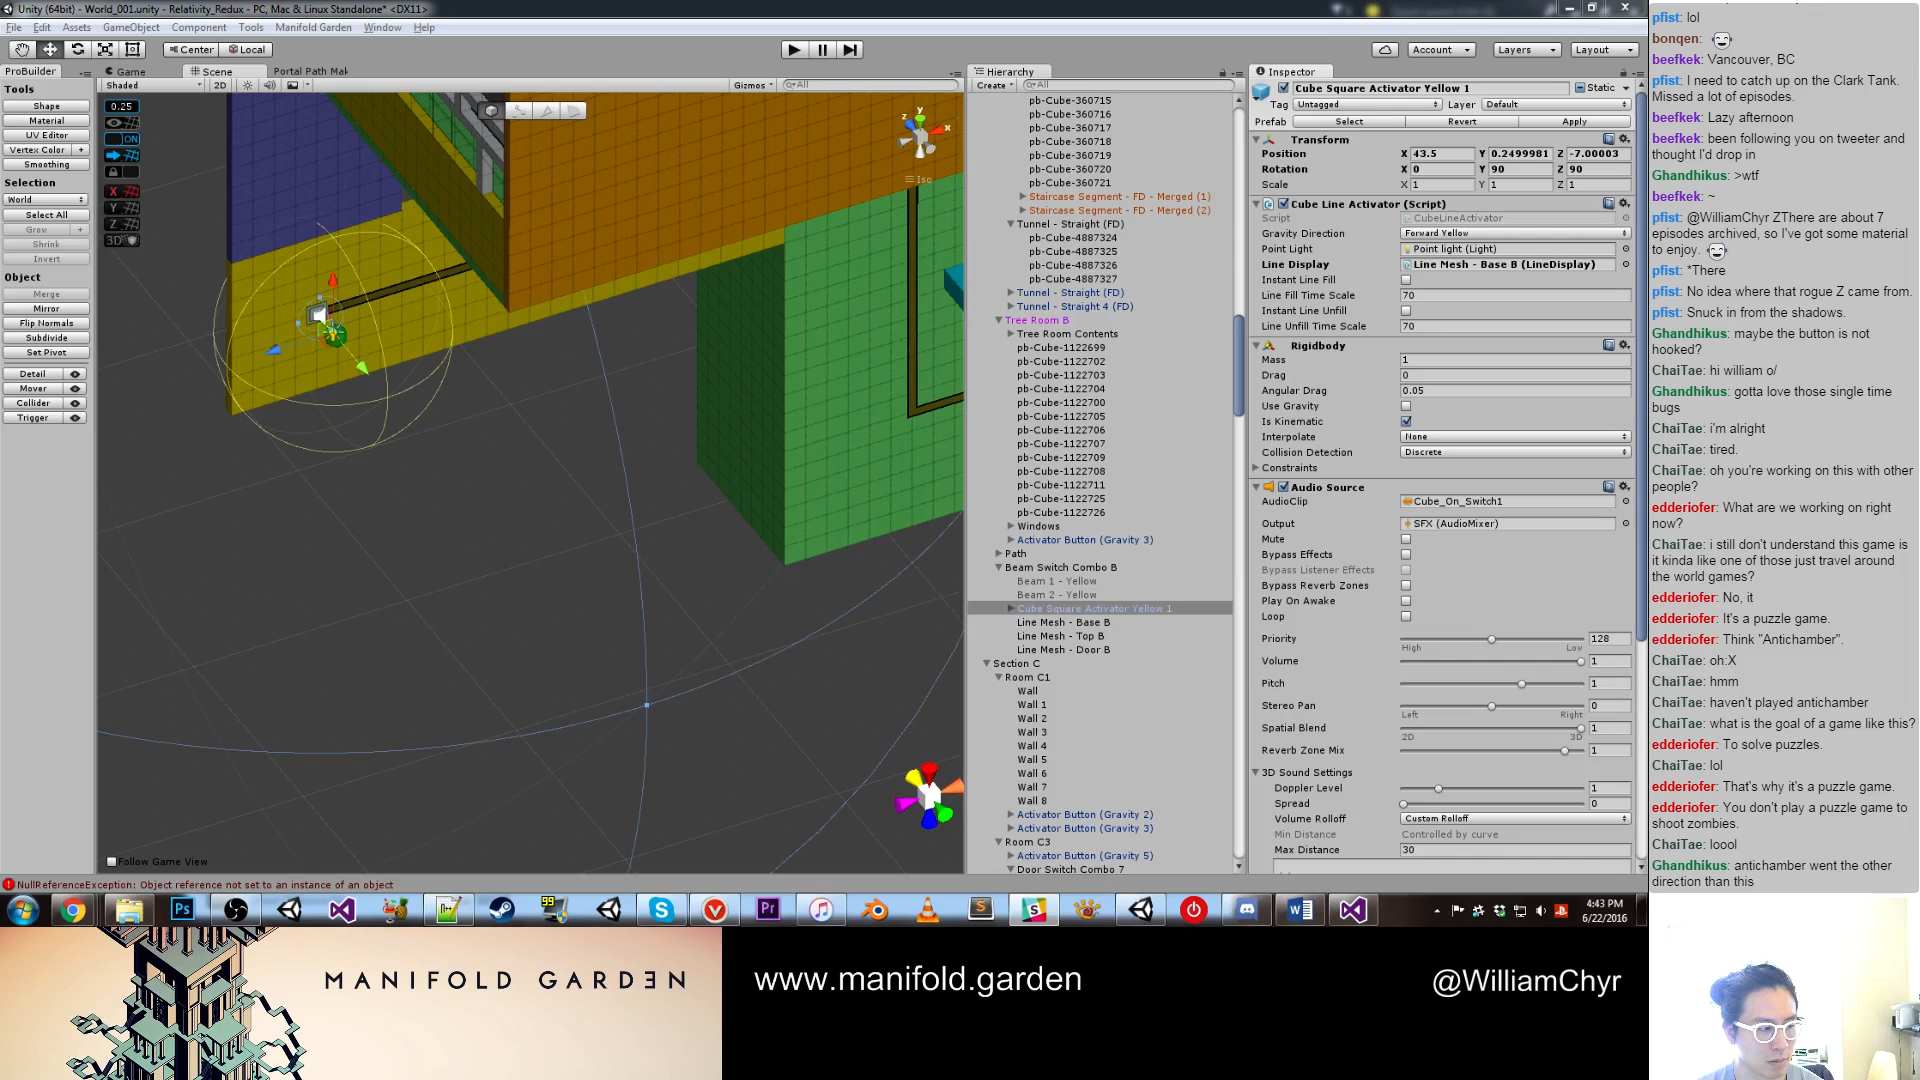 Unity (64bit) - World_001.unity - Relativity_Redux - PC, Mac & Linux Standalone* <DX11>
File Edit Assets GameObject Component Tools Manifold Garden Window Help
Center Local Account Layers Layout
ProBuilder Game Scene Portal Path Mak
Shaded 2D Gizmos All
Tools
Shape
Material
UV Editor
Vertex Color +
Smoothing
Selection
World
Select All
Grow +
Shrink
Invert
Object
Merge
Mirror
Flip Normals
Subdivide
Set Pivot
Detail
Mover
Collider
Trigger
0.25
ON
X
Y
Z
3D
y
z
x
Iso
Follow Game View
NullReferenceException: Object reference not set to an instance of an object
Hierarchy
Create All
pb-Cube-360715
pb-Cube-360716
pb-Cube-360717
pb-Cube-360718
pb-Cube-360719
pb-Cube-360720
pb-Cube-360721
Staircase Segment - FD - Merged (1)
Staircase Segment - FD - Merged (2)
Tunnel - Straight (FD)
pb-Cube-4887324
pb-Cube-4887325
pb-Cube-4887326
pb-Cube-4887327
Tunnel - Straight (FD)
Tunnel - Straight 4 (FD)
Tree Room B
Tree Room Contents
pb-Cube-1122699
pb-Cube-1122702
pb-Cube-1122703
pb-Cube-1122704
pb-Cube-1122700
pb-Cube-1122705
pb-Cube-1122706
pb-Cube-1122707
pb-Cube-1122709
pb-Cube-1122708
pb-Cube-1122711
pb-Cube-1122725
pb-Cube-1122726
Windows
Activator Button (Gravity 3)
Path
Beam Switch Combo B
Beam 1 - Yellow
Beam 2 - Yellow
Cube Square Activator Yellow 1
Line Mesh - Base B
Line Mesh - Top B
Line Mesh - Door B
Section C
Room C1
Wall
Wall 1
Wall 2
Wall 3
Wall 4
Wall 5
Wall 6
Wall 7
Wall 8
Activator Button (Gravity 2)
Activator Button (Gravity 3)
Room C3
Activator Button (Gravity 5)
Door Switch Combo 7
Inspector
Cube Square Activator Yellow 1 Static
Tag Untagged Layer Default
Prefab Select Revert Apply
Transform
Position X 43.5 Y 0.2499981 Z -7.00003
Rotation X 0 Y 90 Z 90
Scale X 1 Y 1 Z 1
Cube Line Activator (Script)
Script CubeLineActivator
Gravity Direction Forward Yellow
Point Light Point light (Light)
Line Display Line Mesh - Base B (LineDisplay)
Instant Line Fill
Line Fill Time Scale 70
Instant Line Unfill
Line Unfill Time Scale 70
Rigidbody
Mass 1
Drag 0
Angular Drag 0.05
Use Gravity
Is Kinematic
Interpolate None
Collision Detection Discrete
Constraints
Audio Source
AudioClip Cube_On_Switch1
Output SFX (AudioMixer)
Mute
Bypass Effects
Bypass Listener Effects
Bypass Reverb Zones
Play On Awake
Loop
Priority 128
High Low
Volume 1
Pitch 1
Stereo Pan 0
Left Right
Spatial Blend 1
2D 3D
Reverb Zone Mix 1
3D Sound Settings
Doppler Level 1
Spread 0
Volume Rolloff Custom Rolloff
Min Distance Controlled by curve
Max Distance 30
pfist: lol
bonqen:
beefkek: Vancouver, BC
pfist: I need to catch up on the Clark Tank.
Missed a lot of episodes.
beefkek: Lazy afternoon
beefkek: been following you on tweeter and
thought I'd drop in
Ghandhikus: >wtf
beefkek: ~
pfist: @WilliamChyr ZThere are about 7
episodes archived, so I've got some material
to enjoy.
pfist: *There
pfist: No idea where that rogue Z came from.
pfist: Snuck in from the shadows.
Ghandhikus: maybe the button is not
hooked?
ChaiTae: hi william o/
Ghandhikus: gotta love those single time
bugs
ChaiTae: i'm alright
ChaiTae: tired.
ChaiTae: oh you're working on this with other
people?
edderiofer: What are we working on right
now?
ChaiTae: i still don't understand this game is
it kinda like one of those just travel around
the world games?
edderiofer: No, it
edderiofer: It's a puzzle game.
edderiofer: Think "Antichamber".
ChaiTae: oh:X
ChaiTae: hmm
ChaiTae: haven't played antichamber
ChaiTae: what is the goal of a game like this?
edderiofer: To solve puzzles.
ChaiTae: lol
edderiofer: That's why it's a puzzle game.
edderiofer: You don't play a puzzle game to
shoot zombies.
ChaiTae: loool
Ghandhikus: antichamber went the other
direction than this
4:43 PM
6/22/2016
MANIFOLD GARDEN
www.manifold.garden
@WilliamChyr